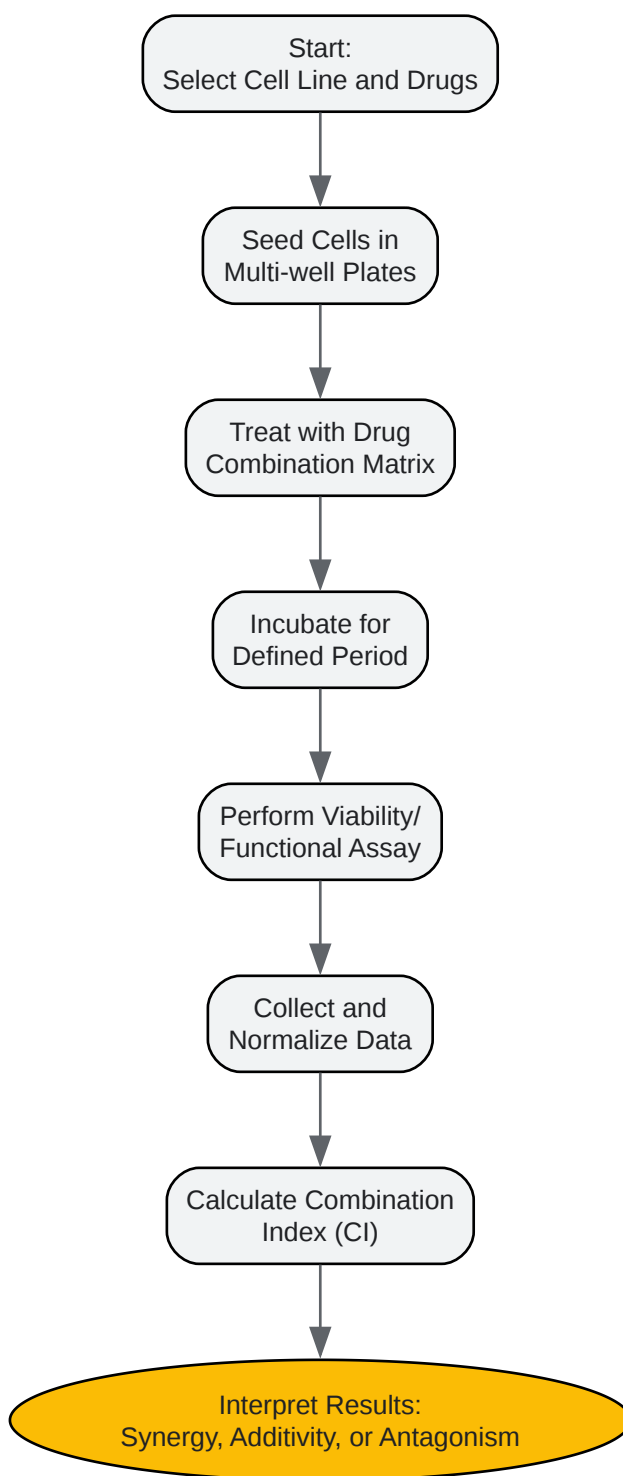 Start:
Select Cell Line and Drugs
Seed Cells in
Multi-well Plates
Treat with Drug
Combination Matrix
Incubate for
Defined Period
Perform Viability/
Functional Assay
Collect and
Normalize Data
Calculate Combination
Index (CI)
Interpret Results:
Synergy, Additivity, or Antagonism